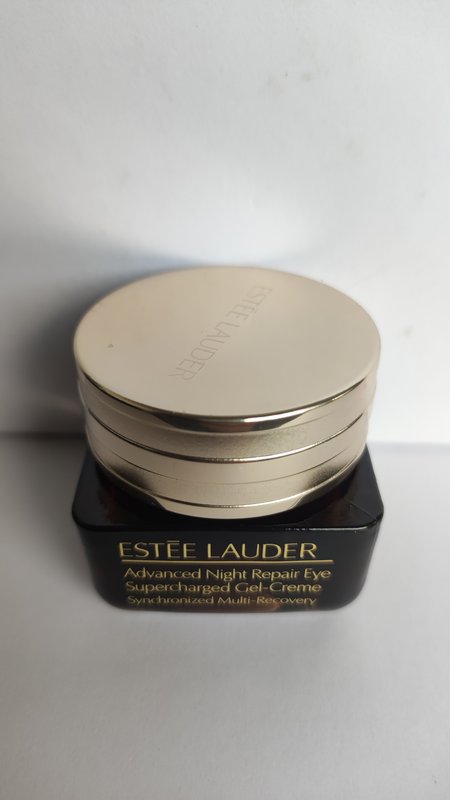 ESTĒE LAUDER
ESTĒE LAUDER
Advanced Night Repair Eye
Supercharged Gel-Creme
Synchronized Multi-Recovery